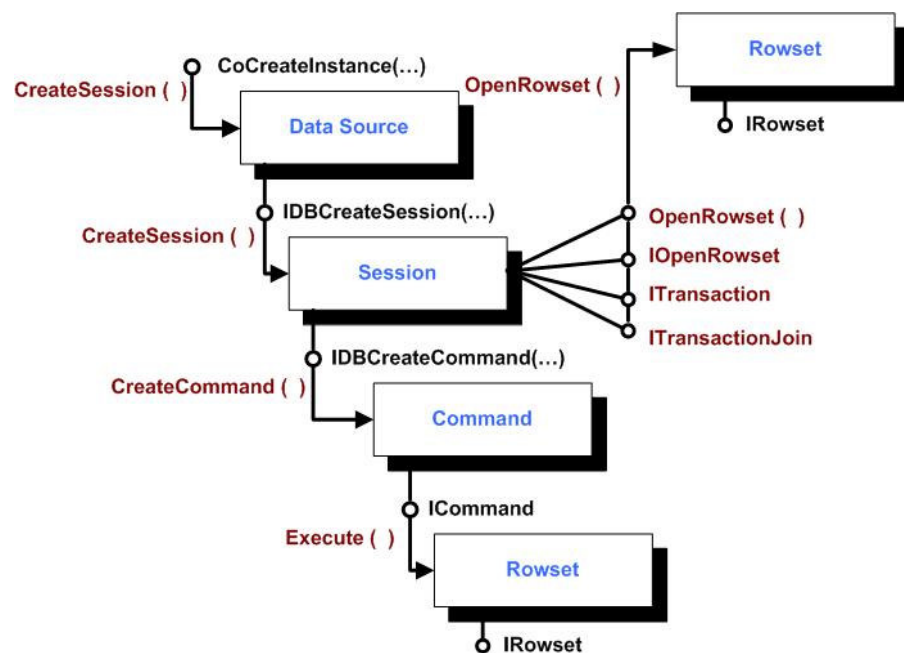 Rowset
CoCreateInstance(…)
CreateSession ( )
OpenRowset ( )
IRowset
Data Source
IDBCreateSession(…)
OpenRowset ( )
CreateSession ( )
IOpenRowset
Session
ITransaction
ITransactionJoin
IDBCreateCommand(…)
CreateCommand ( )
Command
ICommand
Execute ( )
Rowset
IRowset